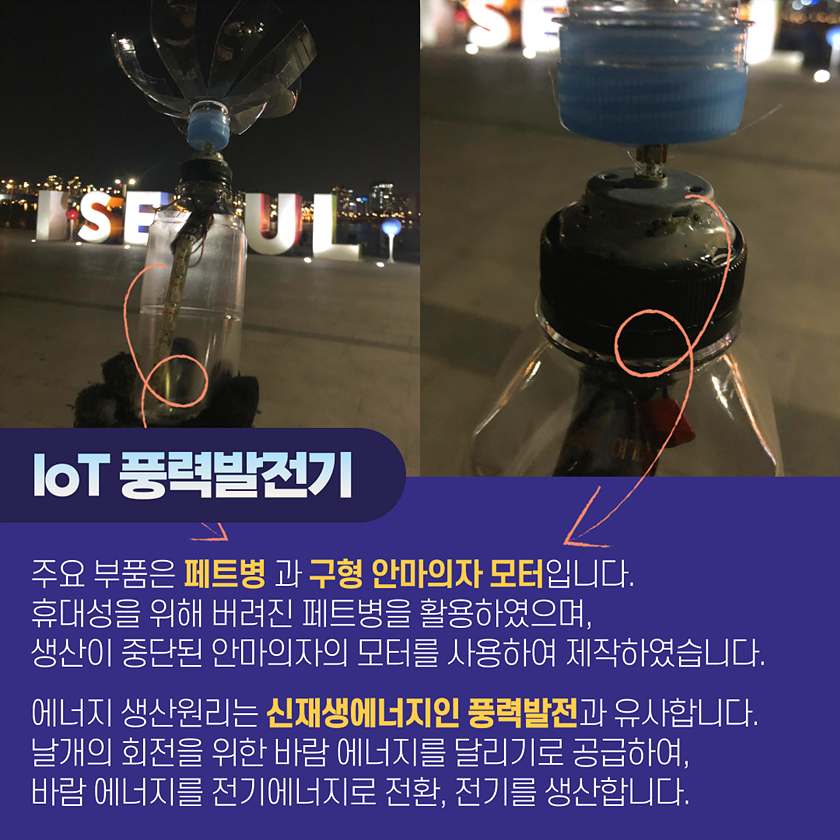 I·SEOUL·U
SEUL
IoT 풍력발전기
주요 부품은 페트병 과 구형 안마의자 모터입니다.
휴대성을 위해 버려진 페트병을 활용하였으며,
생산이 중단된 안마의자의 모터를 사용하여 제작하였습니다.
에너지 생산원리는 신재생에너지인 풍력발전과 유사합니다.
날개의 회전을 위한 바람 에너지를 달리기로 공급하여,
바람 에너지를 전기에너지로 전환, 전기를 생산합니다.